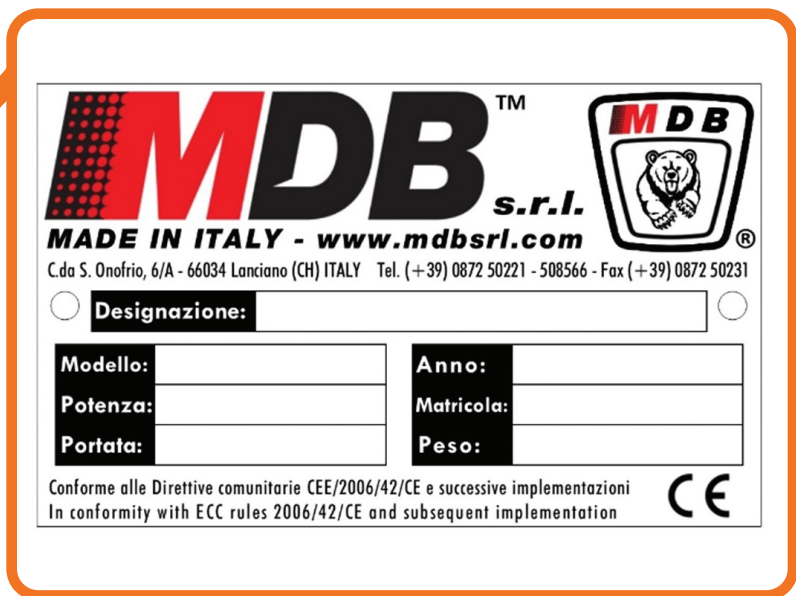 MDB™
s.r.l.
MDB
®
MADE IN ITALY - www.mdbsrl.com
C.da S. Onofrio, 6/A - 66034 Lanciano (CH) ITALY Tel. (+39) 0872 50221 - 508566 - Fax (+39) 0872 50231
Designazione:
Modello:
Anno:
Potenza:
Matricola:
Portata:
Peso:
Conforme alle Direttive comunitarie CEE/2006/42/CE e successive implementazioni
In conformity with ECC rules 2006/42/CE and subsequent implementation
CE